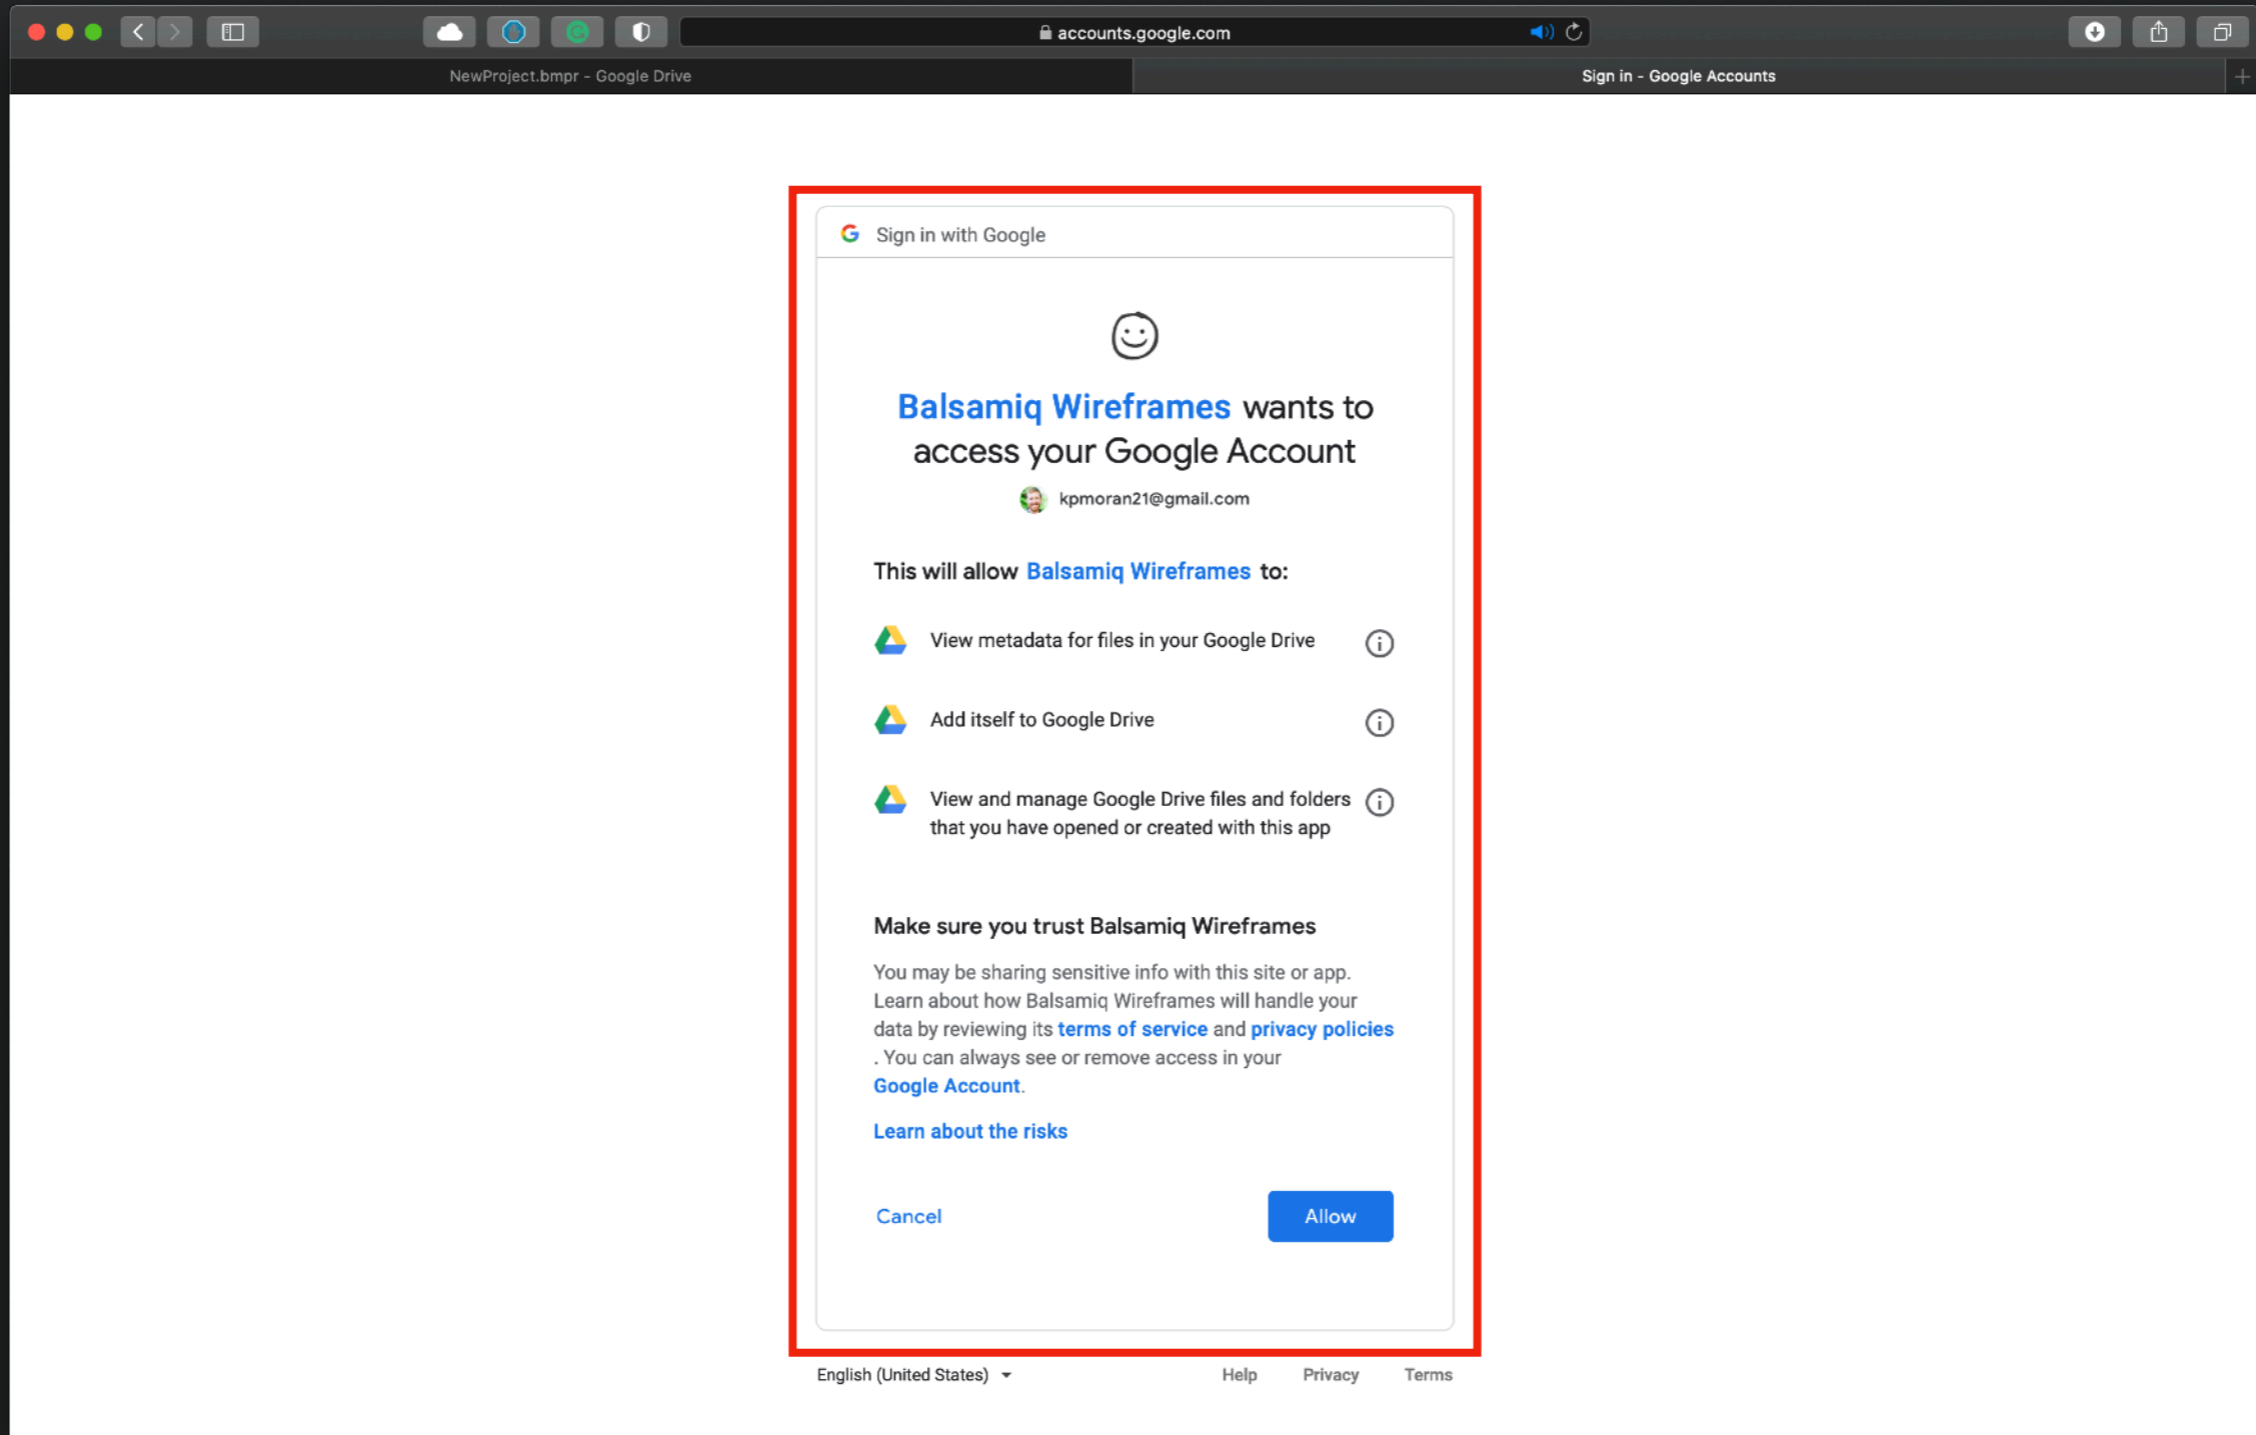 accounts.google.com
NewProject.bmpr - Google Drive
Sign in - Google Accounts
Sign in with Google
Balsamiq Wireframes wants to
access your Google Account
kpmoran21@gmail.com
This will allow Balsamiq Wireframes to:
View metadata for files in your Google Drive
Add itself to Google Drive
View and manage Google Drive files and folders
that you have opened or created with this app
Make sure you trust Balsamiq Wireframes
You may be sharing sensitive info with this site or app.
Learn about how Balsamiq Wireframes will handle your
data by reviewing its terms of service and privacy policies
. You can always see or remove access in your
Google Account.
Learn about the risks
Cancel
Allow
English (United States)
Help
Privacy
Terms